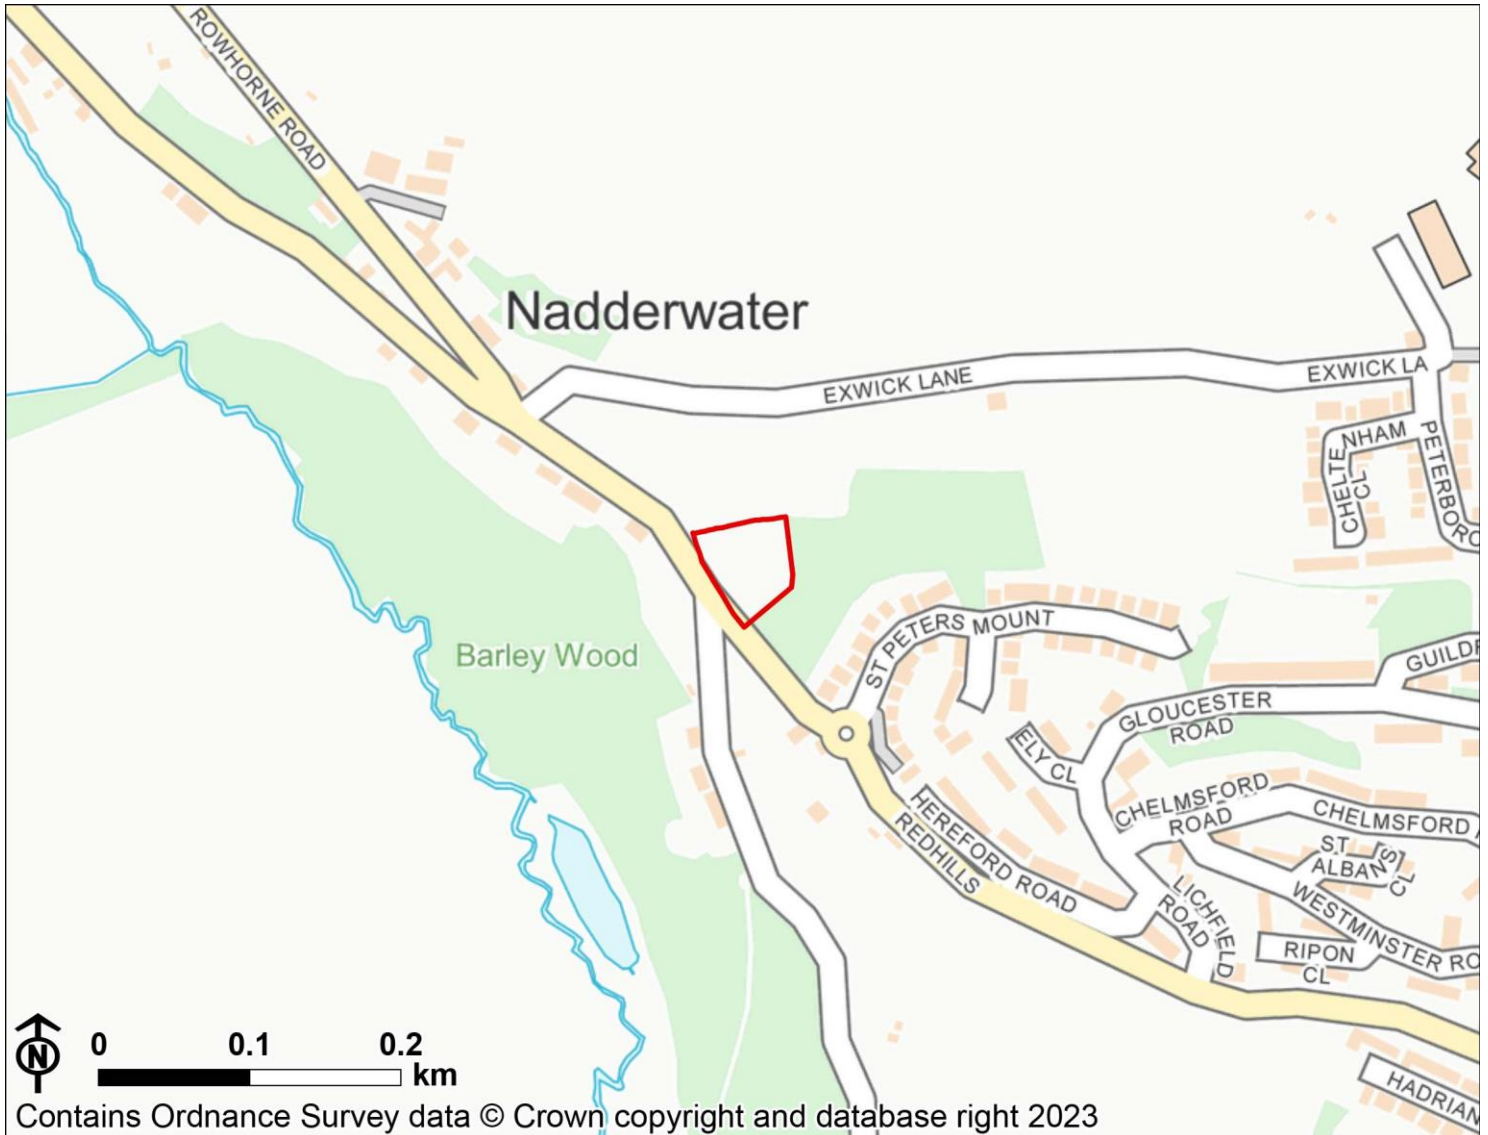 ROWHORNE ROAD
Nadderwater
EXWICK LANE
EXWICK LA
CHELTE
NHAM
CL
PETERBORO
Barley Wood
ST PETERS MOUNT
GUILDF
GLOUCESTER
ROAD
ELY CL
CHELMSFORD
ROAD
CHELMSFORD
HEREFORD ROAD
REDHILLS
ST
ALBANS
CL
LICHFIELD
ROAD
WESTMINSTER RO
RIPON
CL
HADRIAN
N
0 0.1 0.2
km
Contains Ordnance Survey data © Crown copyright and database right 2023